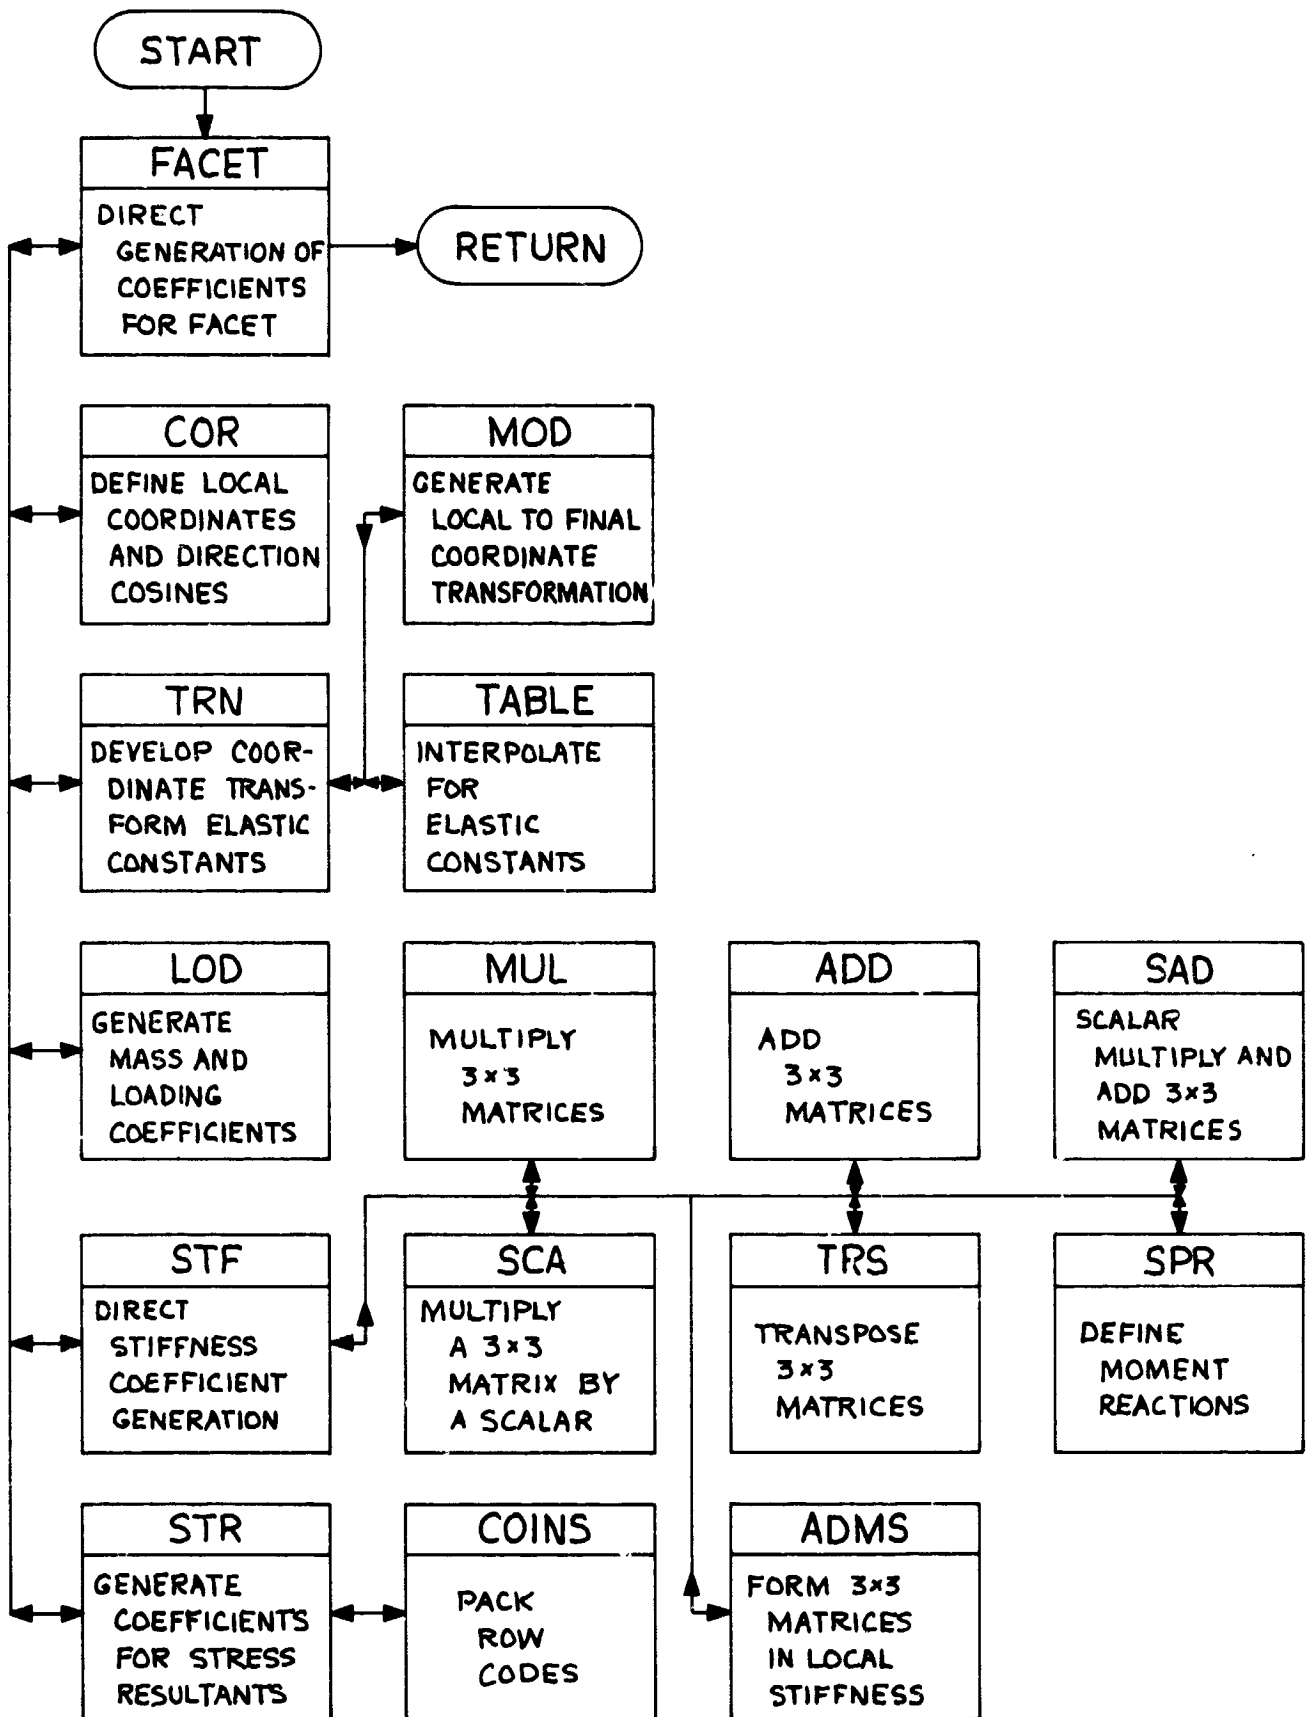 START
FACET
DIRECT
GENERATION OF
COEFFICIENTS
FOR FACET
RETURN
COR
DEFINE LOCAL
COORDINATES
AND DIRECTION
COSINES
MOD
GENERATE
LOCAL TO FINAL
COORDINATE
TRANSFORMATION
TRN
DEVELOP COOR-
DINATE TRANS-
FORM ELASTIC
CONSTANTS
TABLE
INTERPOLATE
FOR
ELASTIC
CONSTANTS
LOD
GENERATE
MASS AND
LOADING
COEFFICIENTS
MUL
MULTIPLY
3×3
MATRICES
ADD
ADD
3×3
MATRICES
SAD
SCALAR
MULTIPLY AND
ADD 3×3
MATRICES
STF
DIRECT
STIFFNESS
COEFFICIENT
GENERATION
SCA
MULTIPLY
A 3×3
MATRIX BY
A SCALAR
TRS
TRANSPOSE
3×3
MATRICES
SPR
DEFINE
MOMENT
REACTIONS
STR
GENERATE
COEFFICIENTS
FOR STRESS
RESULTANTS
COINS
PACK
ROW
CODES
ADMS
FORM 3×3
MATRICES
IN LOCAL
STIFFNESS